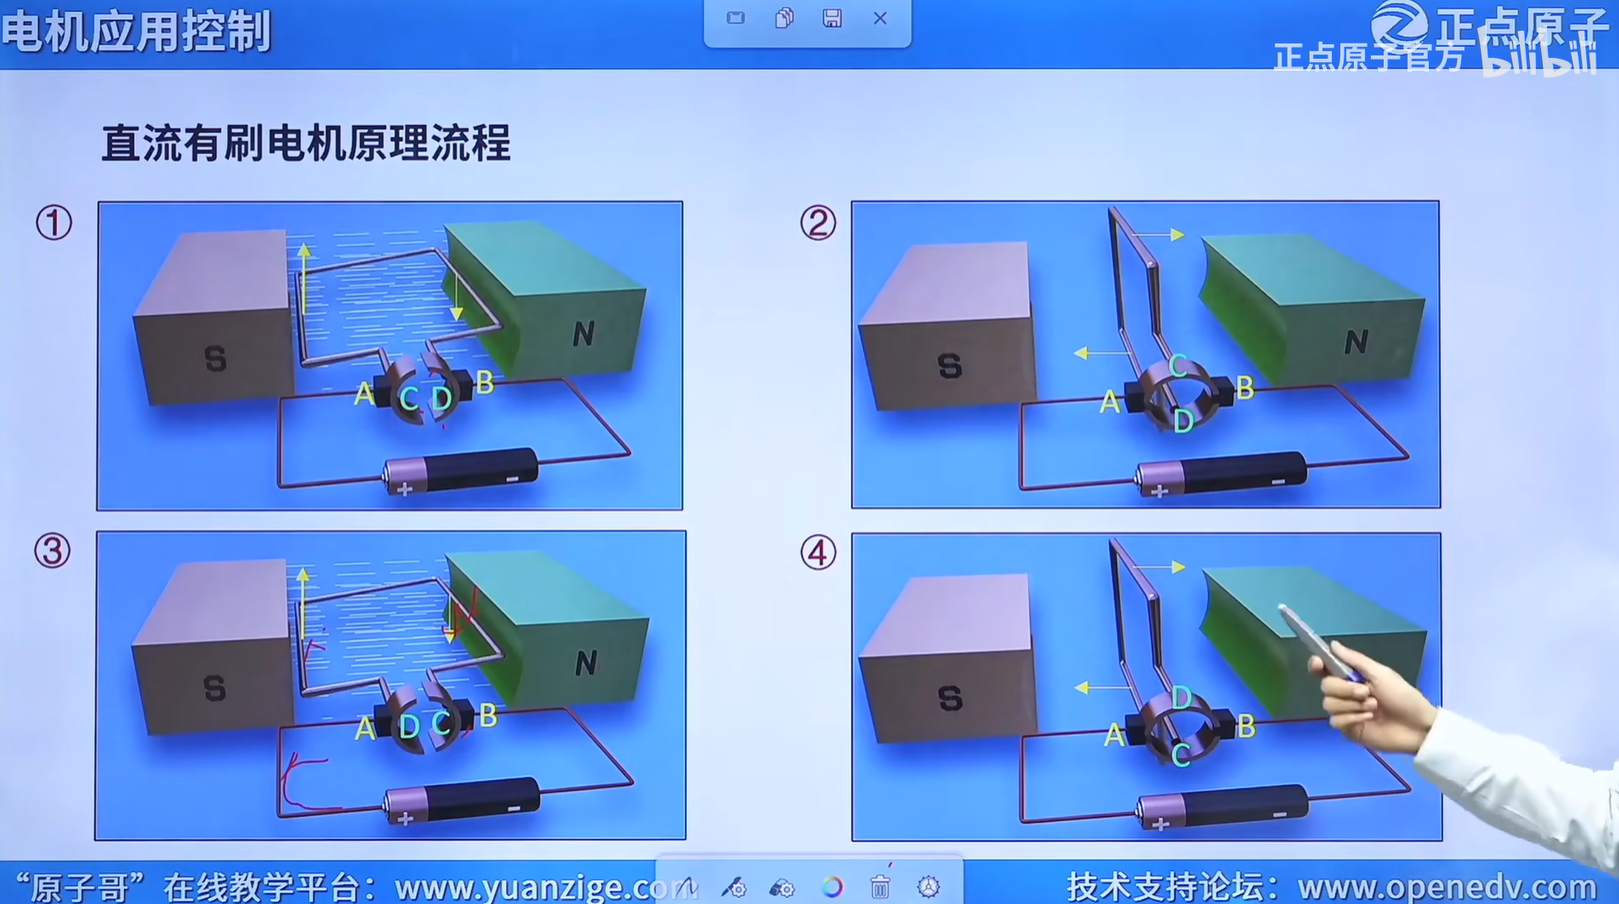 电机应用控制
正点原子
正点原子官方 bilibili
直流有刷电机原理流程
①
S
N
A
C
D
B
+
-
②
S
N
A
C
D
B
+
-
③
S
N
A
D
C
B
+
-
④
S
A
D
C
B
+
-
“原子哥”在线教学平台：www.yuanzige.com
技术支持论坛：www.openedv.com